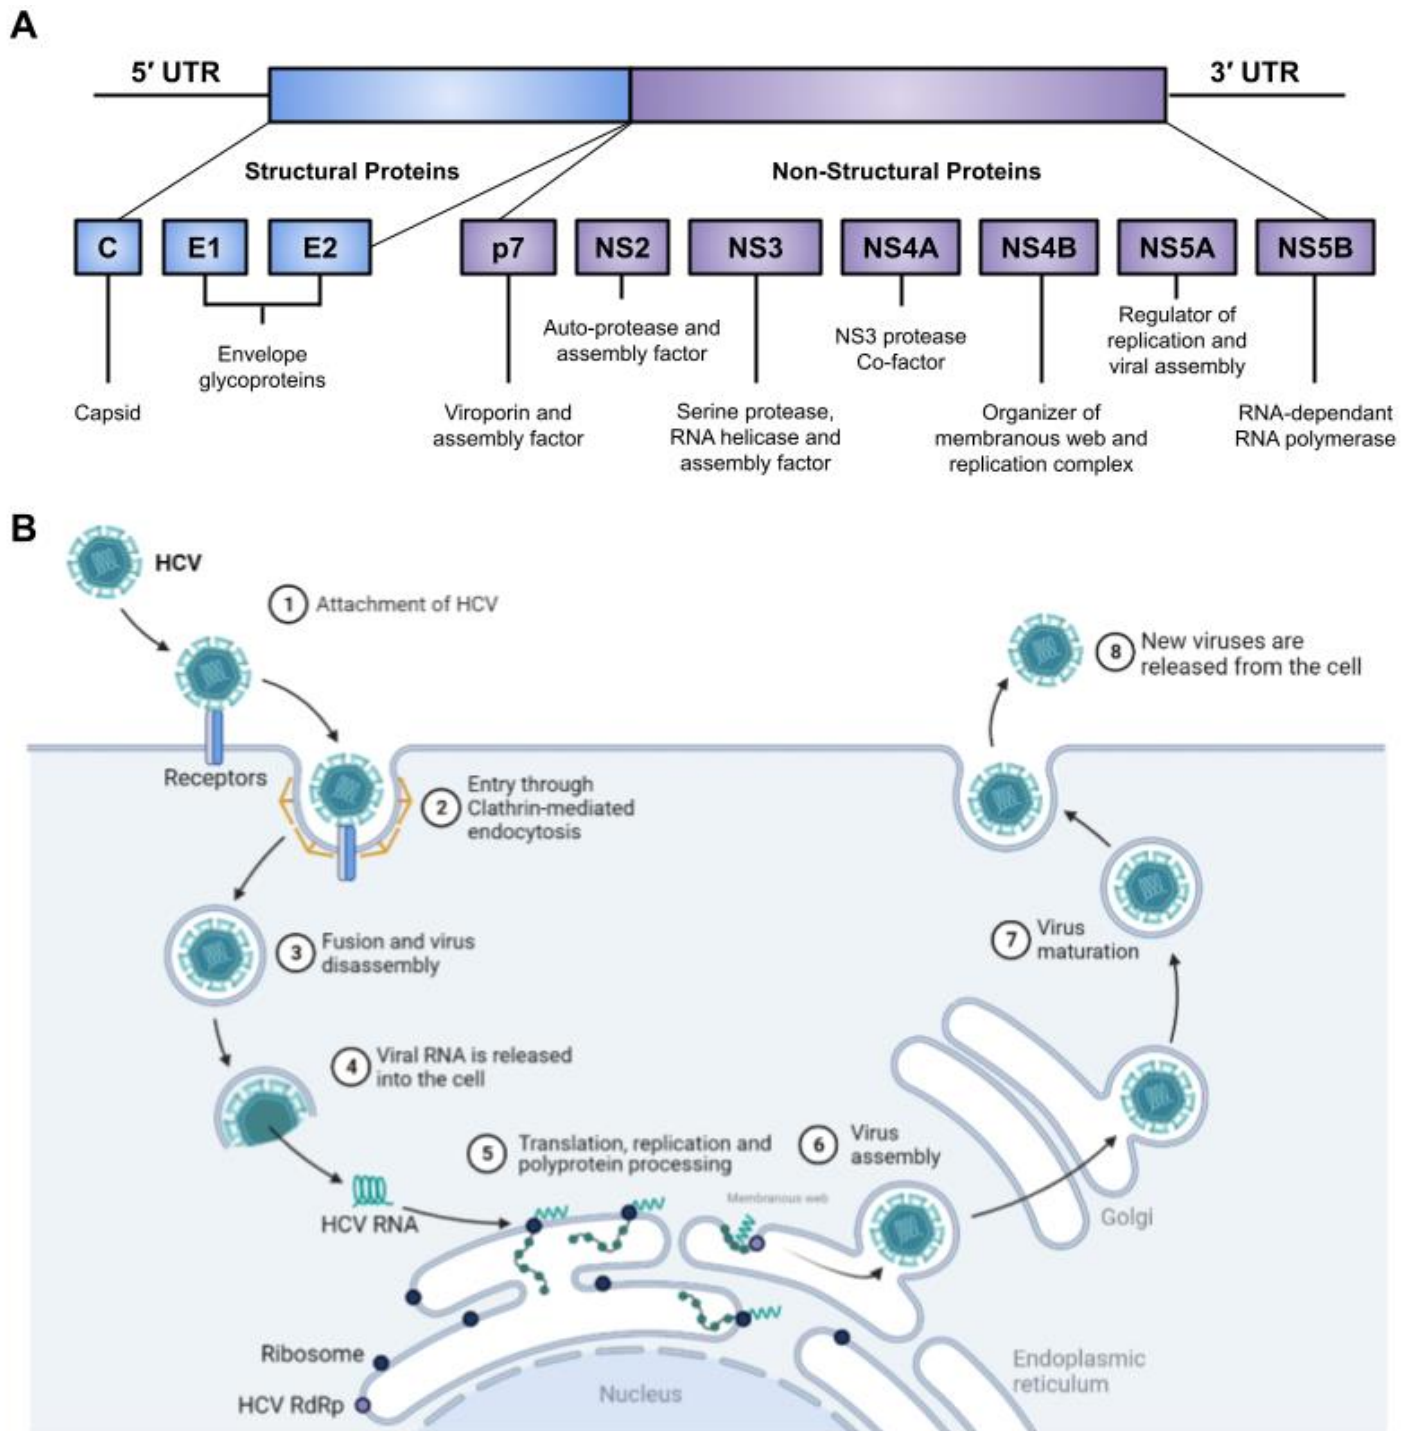 A
5′ UTR
3′ UTR
Structural Proteins
Non-Structural Proteins
C
E1
E2
p7
NS2
NS3
NS4A
NS4B
NS5A
NS5B
Capsid
Envelope
glycoproteins
Viroporin and
assembly factor
Auto-protease and
assembly factor
Serine protease,
RNA helicase and
assembly factor
NS3 protease
Co-factor
Organizer of
membranous web and
replication complex
Regulator of
replication and
viral assembly
RNA-dependant
RNA polymerase
B
HCV
1 Attachment of HCV
Receptors
2 Entry through
Clathrin-mediated
endocytosis
3 Fusion and virus
disassembly
4 Viral RNA is released
into the cell
HCV RNA
5 Translation, replication and
polyprotein processing
6 Virus
assembly
Membranous web
7 Virus
maturation
8 New viruses are
released from the cell
Golgi
Ribosome
HCV RdRp
Nucleus
Endoplasmic
reticulum